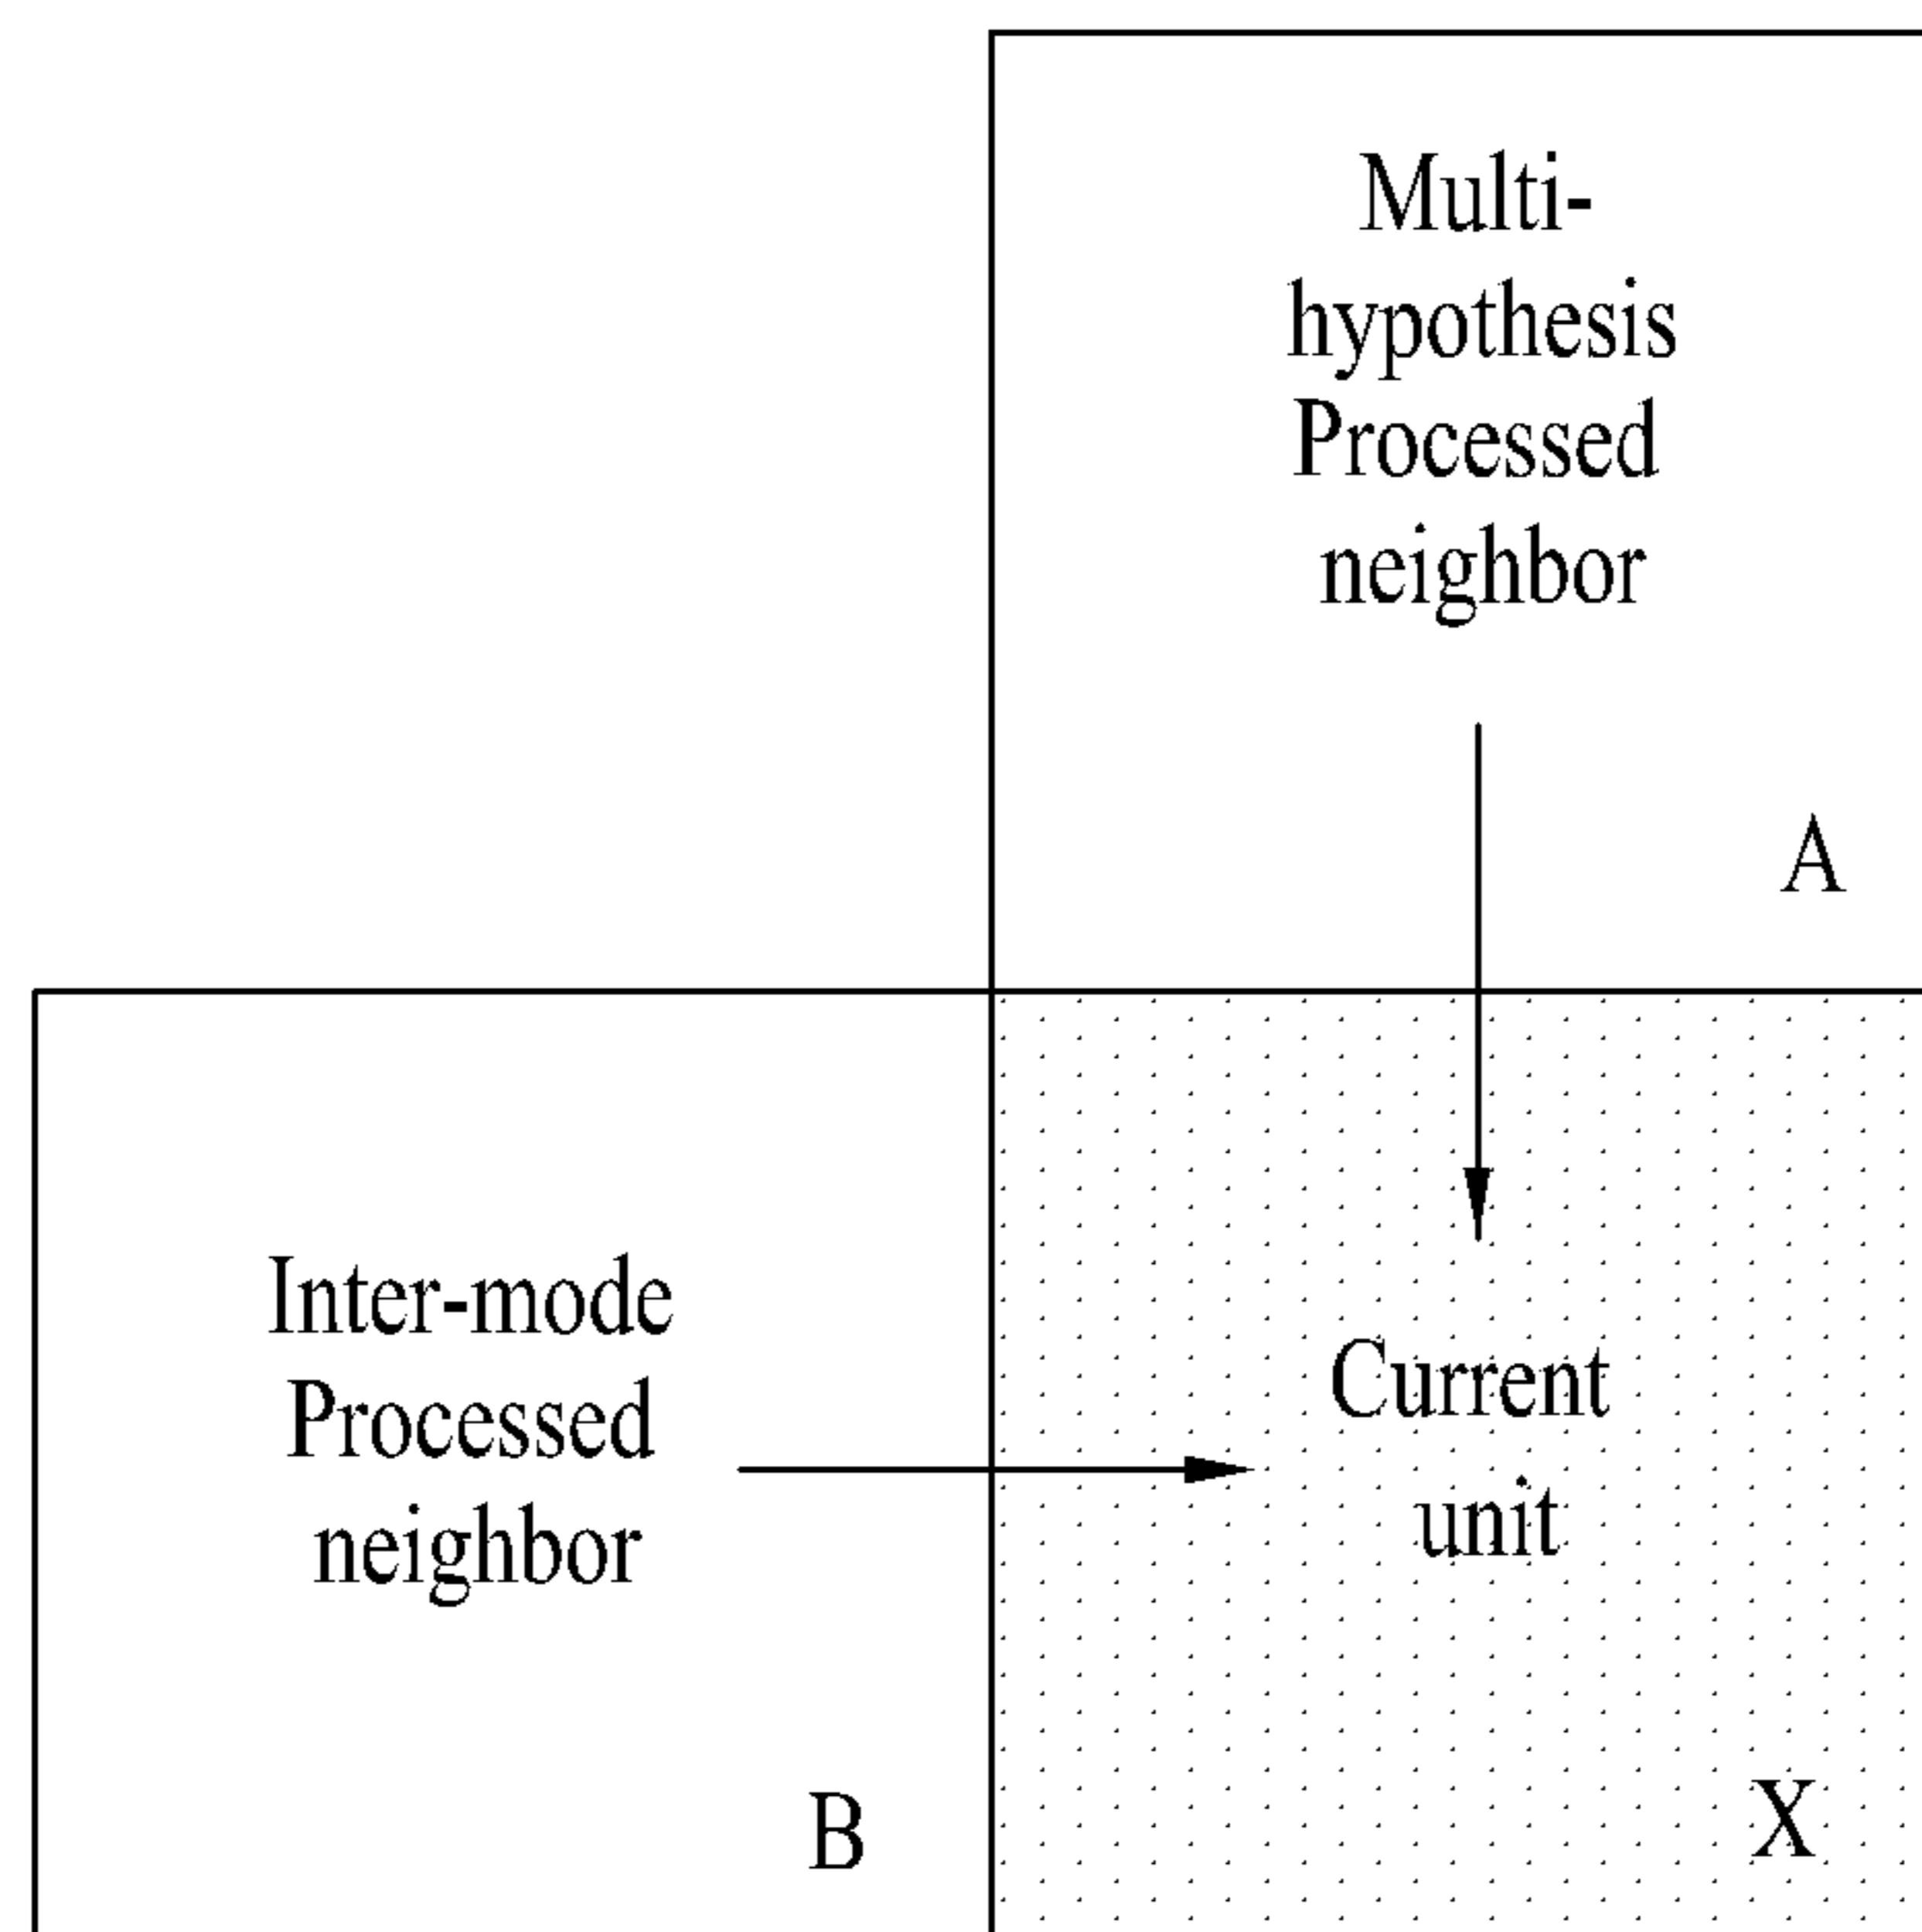 Multi-
hypothesis
Processed
neighbor
A
Inter-mode
Processed
neighbor
B
Current
unit
X